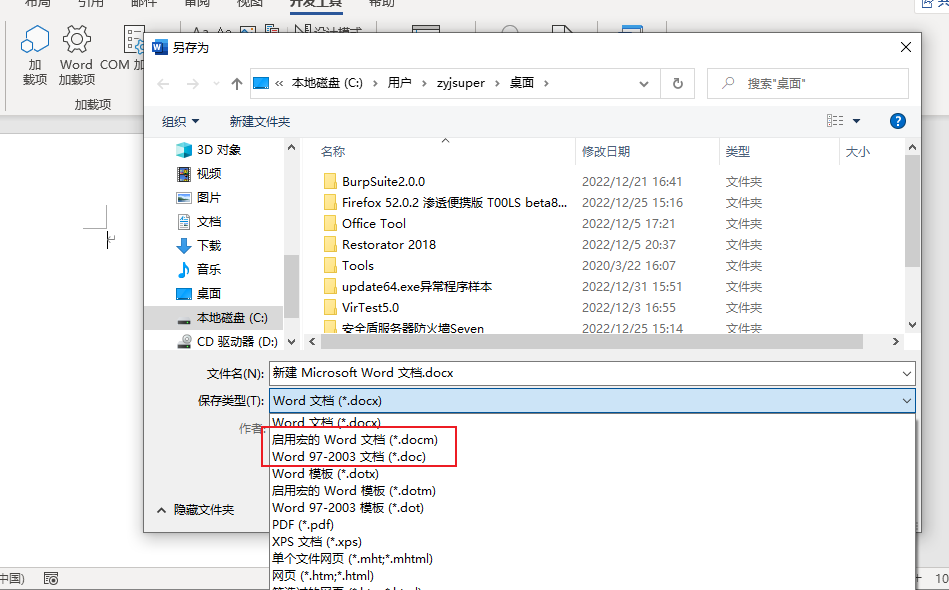 布局 引用 邮件 审阅 视图 开发工具 帮助
设计模式
加载项 Word 加载项 COM 加
加载项
另存为
« 本地磁盘 (C:) › 用户 › zyjsuper › 桌面 ›
搜索"桌面"
组织 新建文件夹
名称 修改日期 类型 大小
3D 对象
视频
图片
文档
下载
音乐
桌面
本地磁盘 (C:)
CD 驱动器 (D:)
BurpSuite2.0.0 2022/12/21 16:41 文件夹
Firefox 52.0.2 渗透便携版 T00LS beta8... 2022/12/25 15:16 文件夹
Office Tool 2022/12/5 17:21 文件夹
Restorator 2018 2022/12/5 20:37 文件夹
Tools 2020/3/22 16:07 文件夹
update64.exe异常程序样本 2022/12/31 15:51 文件夹
VirTest5.0 2022/12/3 16:55 文件夹
安全盾服务器防火墙Seven 2022/12/25 15:14 文件夹
文件名(N): 新建 Microsoft Word 文档.docx
保存类型(T): Word 文档 (*.docx)
作者:
Word 文档 (*.docx)
启用宏的 Word 文档 (*.docm)
Word 97-2003 文档 (*.doc)
Word 模板 (*.dotx)
启用宏的 Word 模板 (*.dotm)
Word 97-2003 模板 (*.dot)
PDF (*.pdf)
XPS 文档 (*.xps)
单个文件网页 (*.mht;*.mhtml)
网页 (*.htm;*.html)
隐藏文件夹
中国)
10